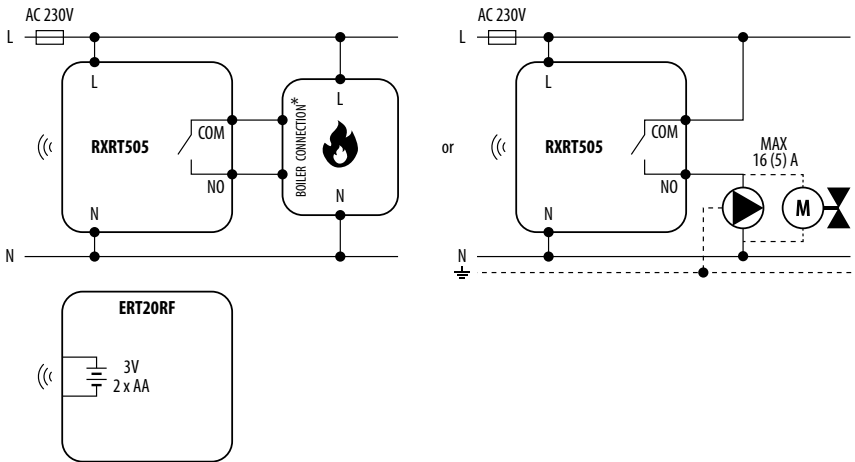 AC 230V
L
L
RXRT505
COM
NO
N
BOILER CONNECTION*
L
N
N
or
AC 230V
L
L
RXRT505
COM
NO
N
MAX
16 (5) A
M
N
ERT20RF
3V
2 x AA